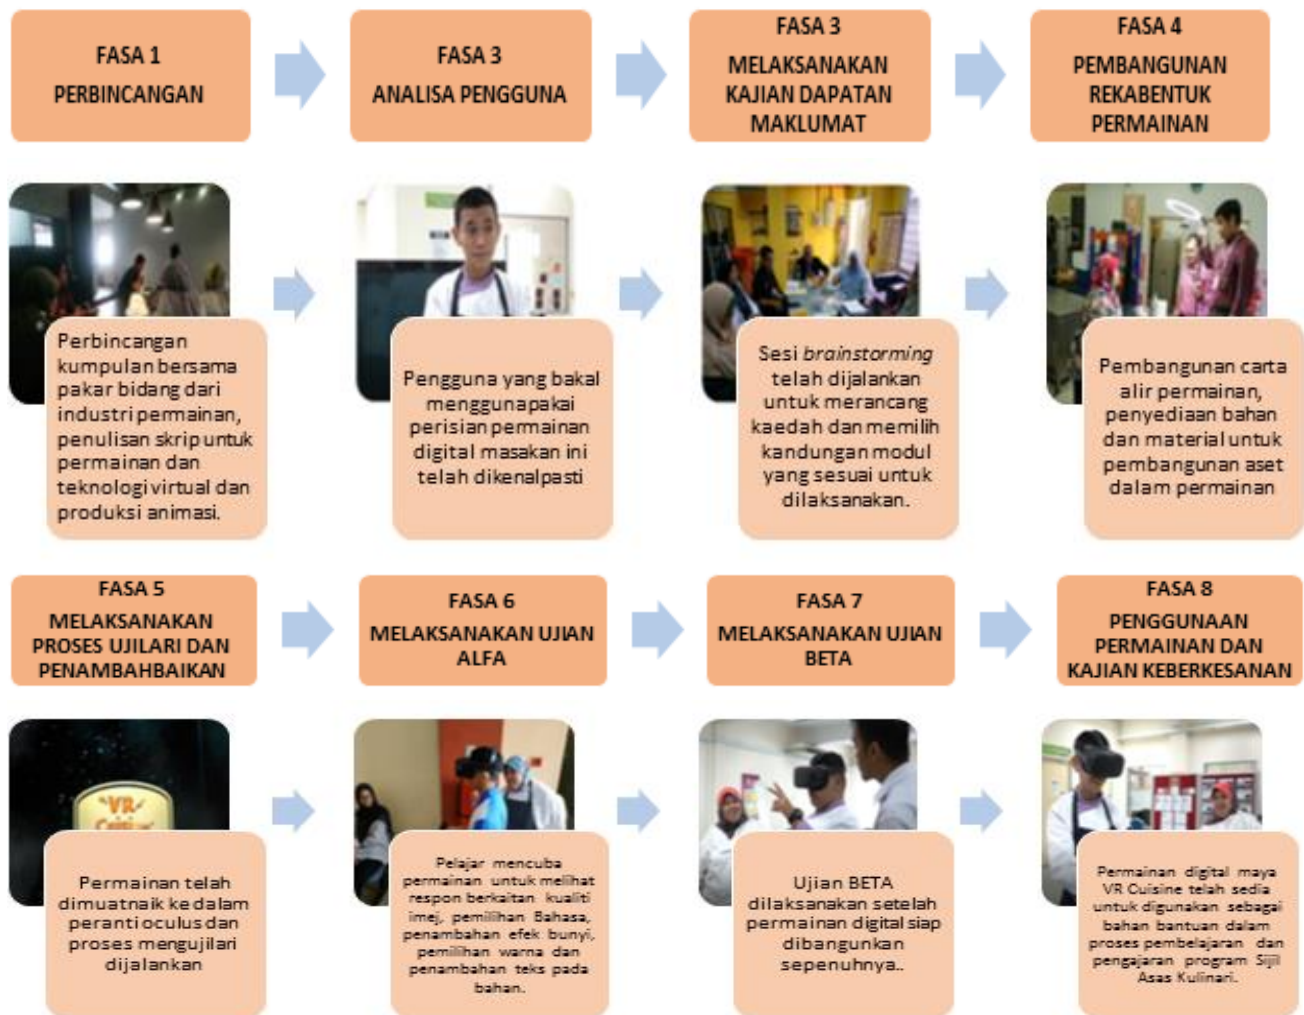 FASA 1
PERBINCANGAN
FASA 3
ANALISA PENGGUNA
FASA 3
MELAKSANAKAN
KAJIAN DAPATAN
MAKLUMAT
FASA 4
PEMBANGUNAN
REKABENTUK
PERMAINAN
Perbincangan
kumpulan bersama
pakar bidang dari
industri permainan,
penulisan skrip untuk
permainan dan
teknologi virtual dan
produksi animasi.
Pengguna yang bakal
menggunapakai
perisian permainan
digital masakan ini
telah dikenalpasti
Sesi brainstorming
telah dijalankan
untuk merancang
kaedah dan memilih
kandungan modul
yang sesuai untuk
dilaksanakan.
Pembangunan carta
alir permainan,
penyediaan bahan
dan material untuk
pembangunan aset
dalam permainan
FASA 5
MELAKSANAKAN
PROSES UJILARI DAN
PENAMBAHBAIKAN
FASA 6
MELAKSANAKAN UJIAN
ALFA
FASA 7
MELAKSANAKAN UJIAN
BETA
FASA 8
PENGGUNAAN
PERMAINAN DAN
KAJIAN KEBERKESANAN
VR
Permainan telah
dimuatnaik ke dalam
peranti oculus dan
proses mengujilari
dijalankan
Pelajar mencuba
permainan untuk melihat
respon berkaitan kualiti
imej, pemilihan Bahasa,
penambahan efek bunyi,
pemilihan warna dan
penambahan teks pada
bahan.
Ujian BETA
dilaksanakan setelah
permainan digital siap
dibangunkan
sepenuhnya..
Permainan digital maya
VR Cuisine telah sedia
untuk digunakan sebagai
bahan bantuan dalam
proses pembelajaran dan
pengajaran program Sijil
Asas Kulinari.